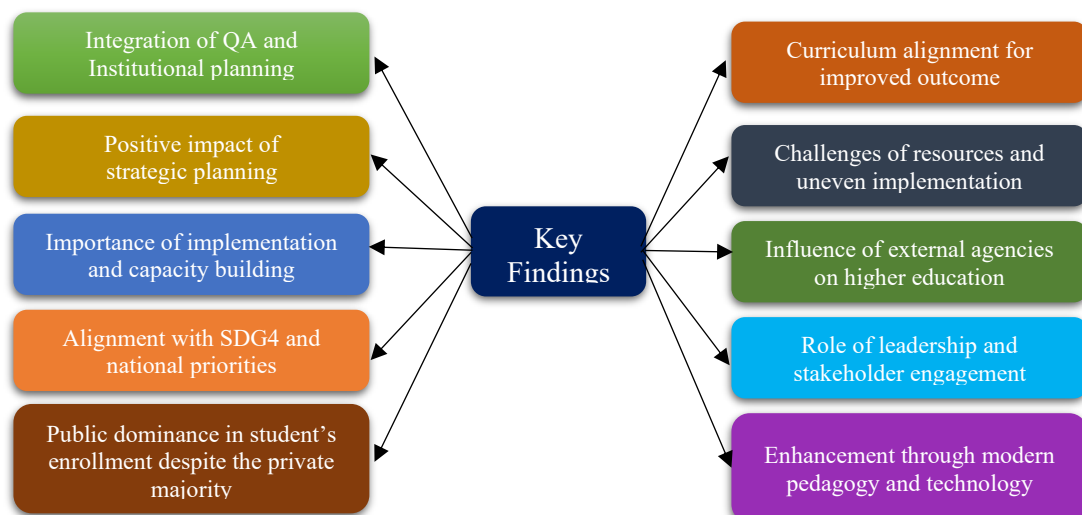 Integration of QA and
Institutional planning
Positive impact of
strategic planning
Importance of implementation
and capacity building
Alignment with SDG4 and
national priorities
Public dominance in student’s
enrollment despite the private
majority
Key
Findings
Curriculum alignment for
improved outcome
Challenges of resources and
uneven implementation
Influence of external agencies
on higher education
Role of leadership and
stakeholder engagement
Enhancement through modern
pedagogy and technology